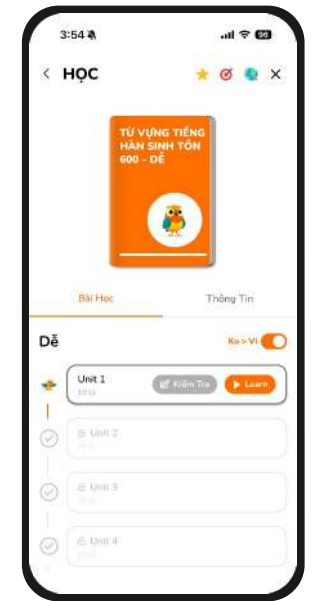 3:54
98
HỌC
TỪ VỰNG TIẾNG
HÀN SINH TỒN
600 - DỄ
Bài Học
Thông Tin
Dễ
Ko > Vi
Unit 1
Kiểm Tra
Learn
Unit 2
Unit 3
Unit 4